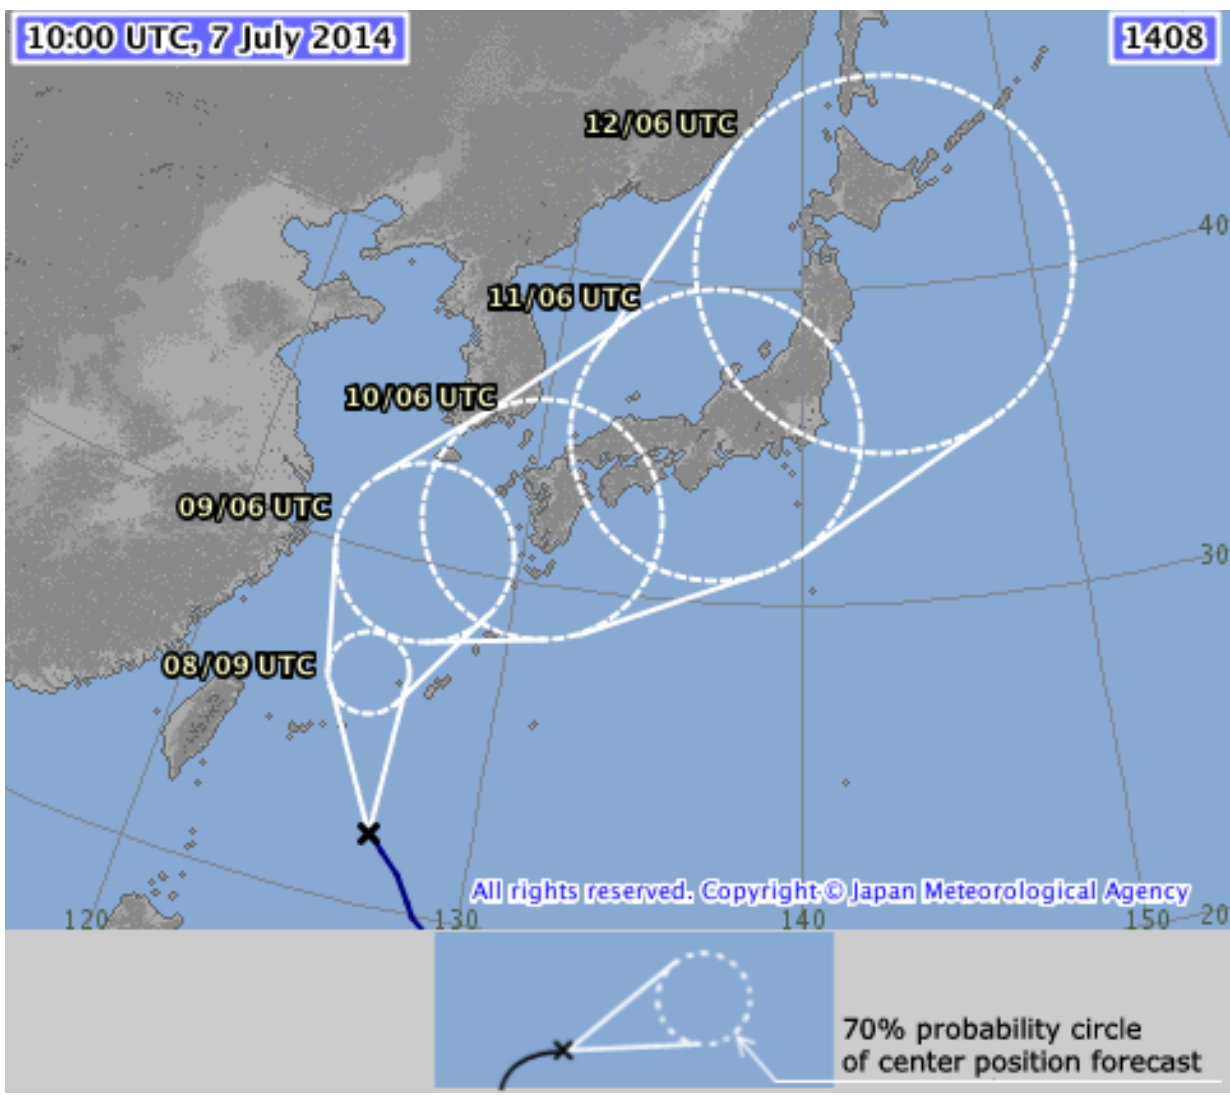 10:00 UTC, 7 July 2014
1408
12/06 UTC
40
11/06 UTC
10/06 UTC
09/06 UTC
30
08/09 UTC
All rights reserved. Copyright © Japan Meteorological Agency
120
130
140
150
20
70% probability circle
of center position forecast